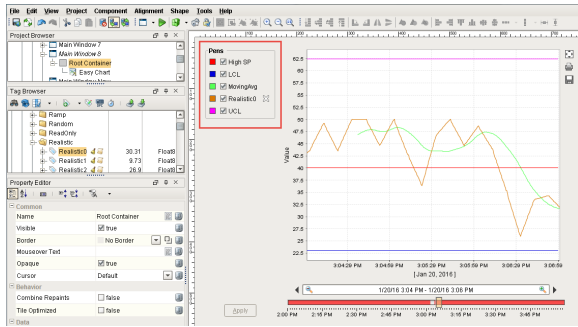 File Edit View Project Component Alignment Shape Tools Help
Project Browser
Main Window 7
Main Window 8
Root Container
Easy Chart
Tag Browser
Ramp
Random
ReadOnly
Realistic
Realistic0 30.31 Float8
Realistic1 9.73 Float8
Realistic2 26.9 Float8
Property Editor
Common
Name Root Container
Visible true
Border No Border
Mouseover Text
Opaque true
Cursor Default
Behavior
Combine Repaints false
Tile Optimized false
Data
100 200 300 400 500 600 700
Pens
High SP
LCL
MovingAvg
Realistic0
UCL
Apply
Value
62.5
60
57.5
55
52.5
50
47.5
45
42.5
40
37.5
35
32.5
30
27.5
25
22.5
3:04:29 PM 3:04:59 PM 3:05:29 PM 3:05:59 PM 3:06:29 PM 3:06:59
[Jan 20, 2016]
1/20/16 3:04 PM - 1/20/16 3:06 PM
2:00 PM 2:15 PM 2:30 PM 2:45 PM 3:00 PM 3:15 PM 3:30 PM 3:45 PM